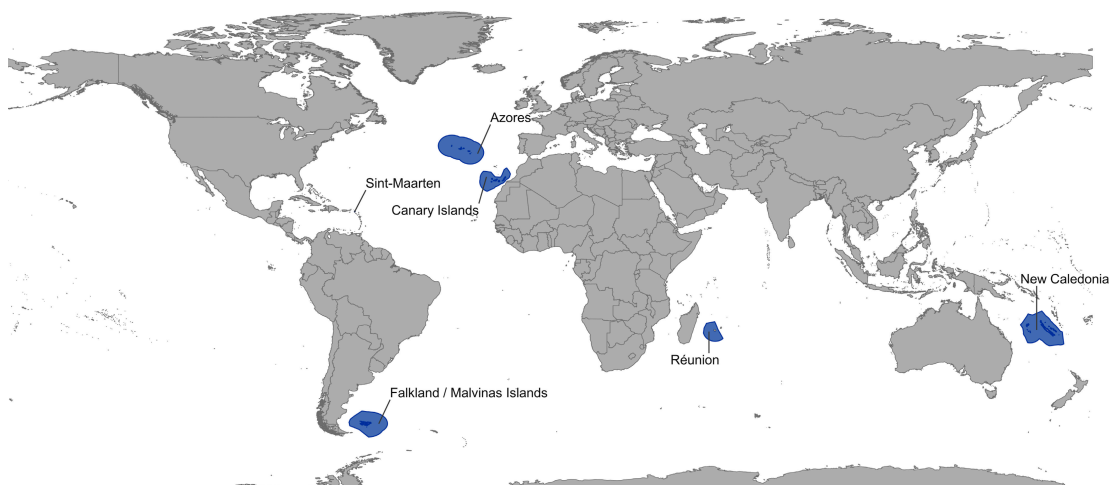 Azores
Sint-Maarten
Canary Islands
New Caledonia
Réunion
Falkland / Malvinas Islands